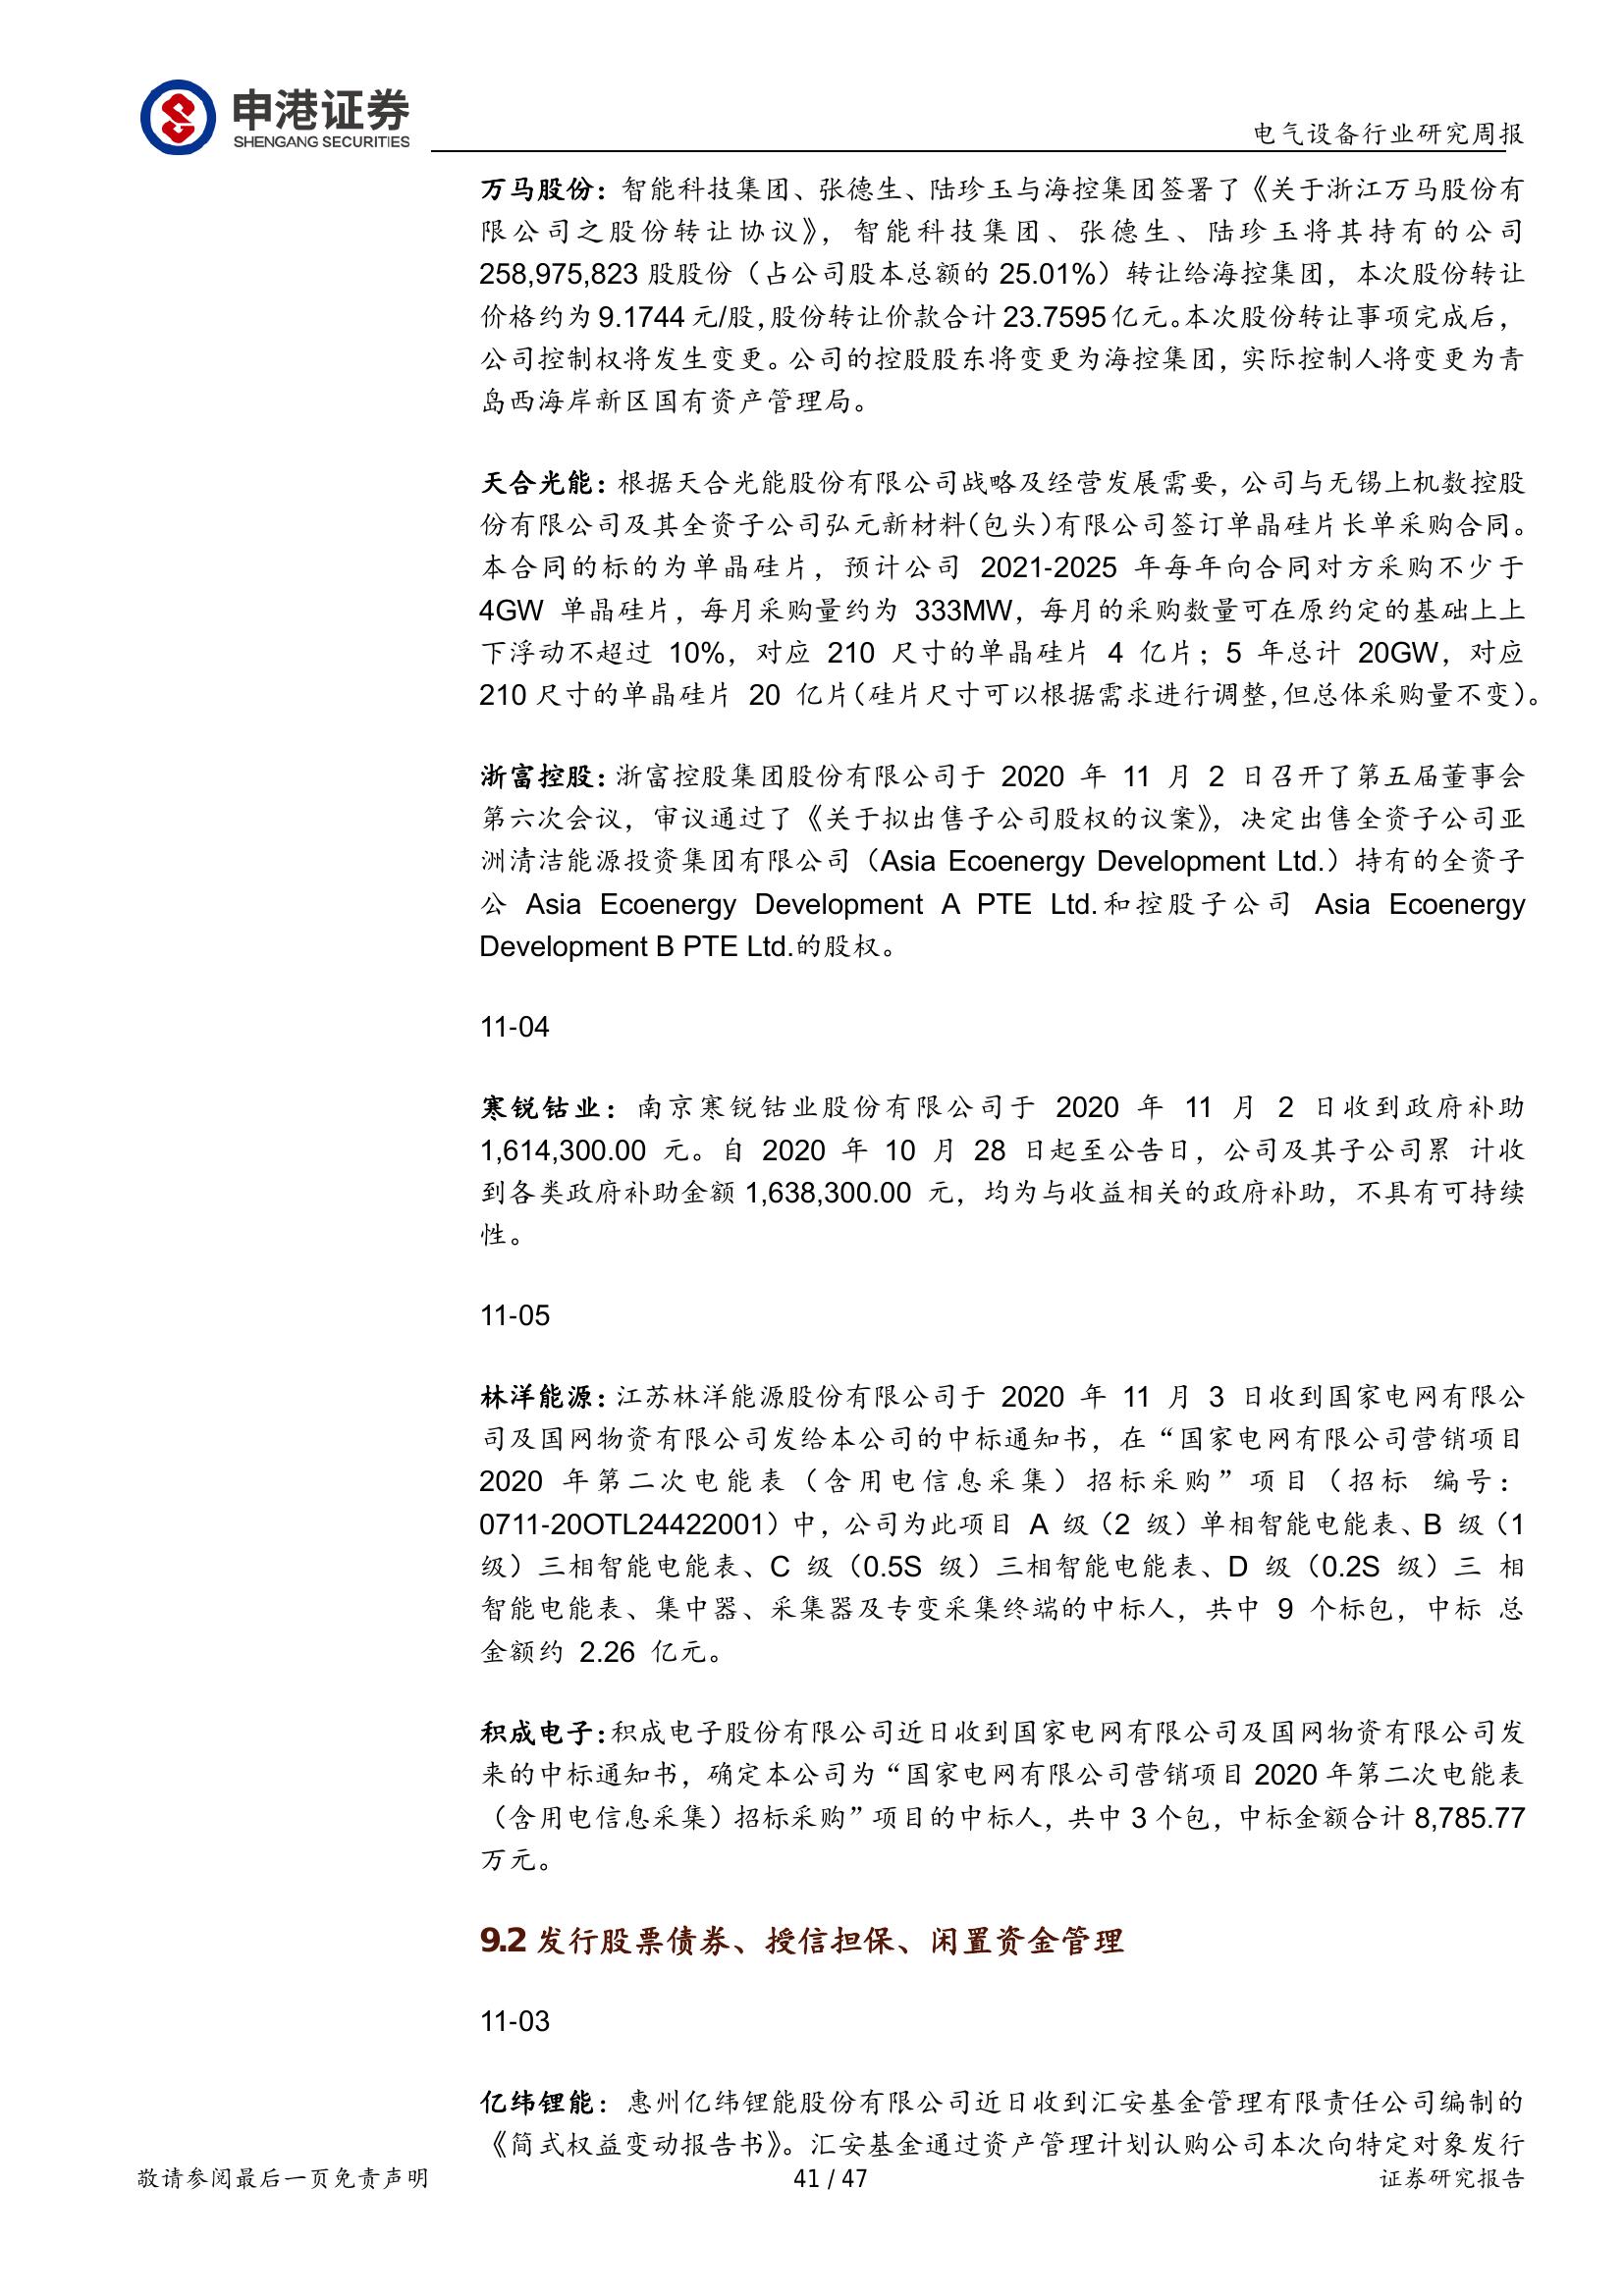 申港证券
SHENGANG SECURITIES
电气设备行业研究周报
万马股份：智能科技集团、张德生、陆珍玉与海控集团签署了《关于浙江万马股份有
限公司之股份转让协议》，智能科技集团、张德生、陆珍玉将其持有的公司
258,975,823 股股份（占公司股本总额的 25.01%）转让给海控集团，本次股份转让
价格约为 9.1744 元/股，股份转让价款合计 23.7595 亿元。本次股份转让事项完成后，
公司控制权将发生变更。公司的控股股东将变更为海控集团，实际控制人将变更为青
岛西海岸新区国有资产管理局。
天合光能：根据天合光能股份有限公司战略及经营发展需要，公司与无锡上机数控股
份有限公司及其全资子公司弘元新材料（包头）有限公司签订单晶硅片长单采购合同。
本合同的标的为单晶硅片，预计公司 2021-2025 年每年向合同对方采购不少于
4GW 单晶硅片，每月采购量约为 333MW，每月的采购数量可在原约定的基础上上
下浮动不超过 10%，对应 210 尺寸的单晶硅片 4 亿片；5 年总计 20GW，对应
210 尺寸的单晶硅片 20 亿片（硅片尺寸可以根据需求进行调整，但总体采购量不变）。
浙富控股：浙富控股集团股份有限公司于 2020 年 11 月 2 日召开了第五届董事会
第六次会议，审议通过了《关于拟出售子公司股权的议案》，决定出售全资子公司亚
洲清洁能源投资集团有限公司（Asia Ecoenergy Development Ltd.）持有的全资子
公 Asia Ecoenergy Development A PTE Ltd.和控股子公司 Asia Ecoenergy
Development B PTE Ltd.的股权。
11-04
寒锐钴业：南京寒锐钴业股份有限公司于 2020 年 11 月 2 日收到政府补助
1,614,300.00 元。自 2020 年 10 月 28 日起至公告日，公司及其子公司累 计收
到各类政府补助金额 1,638,300.00 元，均为与收益相关的政府补助，不具有可持续
性。
11-05
林洋能源：江苏林洋能源股份有限公司于 2020 年 11 月 3 日收到国家电网有限公
司及国网物资有限公司发给本公司的中标通知书，在“国家电网有限公司营销项目
2020 年第二次电能表（含用电信息采集）招标采购”项目（招标 编号：
0711-20OTL24422001）中，公司为此项目 A 级（2 级）单相智能电能表、B 级（1
级）三相智能电能表、C 级（0.5S 级）三相智能电能表、D 级（0.2S 级）三 相
智能电能表、集中器、采集器及专变采集终端的中标人，共中 9 个标包，中标 总
金额约 2.26 亿元。
积成电子：积成电子股份有限公司近日收到国家电网有限公司及国网物资有限公司发
来的中标通知书，确定本公司为“国家电网有限公司营销项目 2020 年第二次电能表
（含用电信息采集）招标采购”项目的中标人，共中 3 个包，中标金额合计 8,785.77
万元。
9.2 发行股票债券、授信担保、闲置资金管理
11-03
亿纬锂能：惠州亿纬锂能股份有限公司近日收到汇安基金管理有限责任公司编制的
《简式权益变动报告书》。汇安基金通过资产管理计划认购公司本次向特定对象发行
敬请参阅最后一页免责声明 41 / 47 证券研究报告